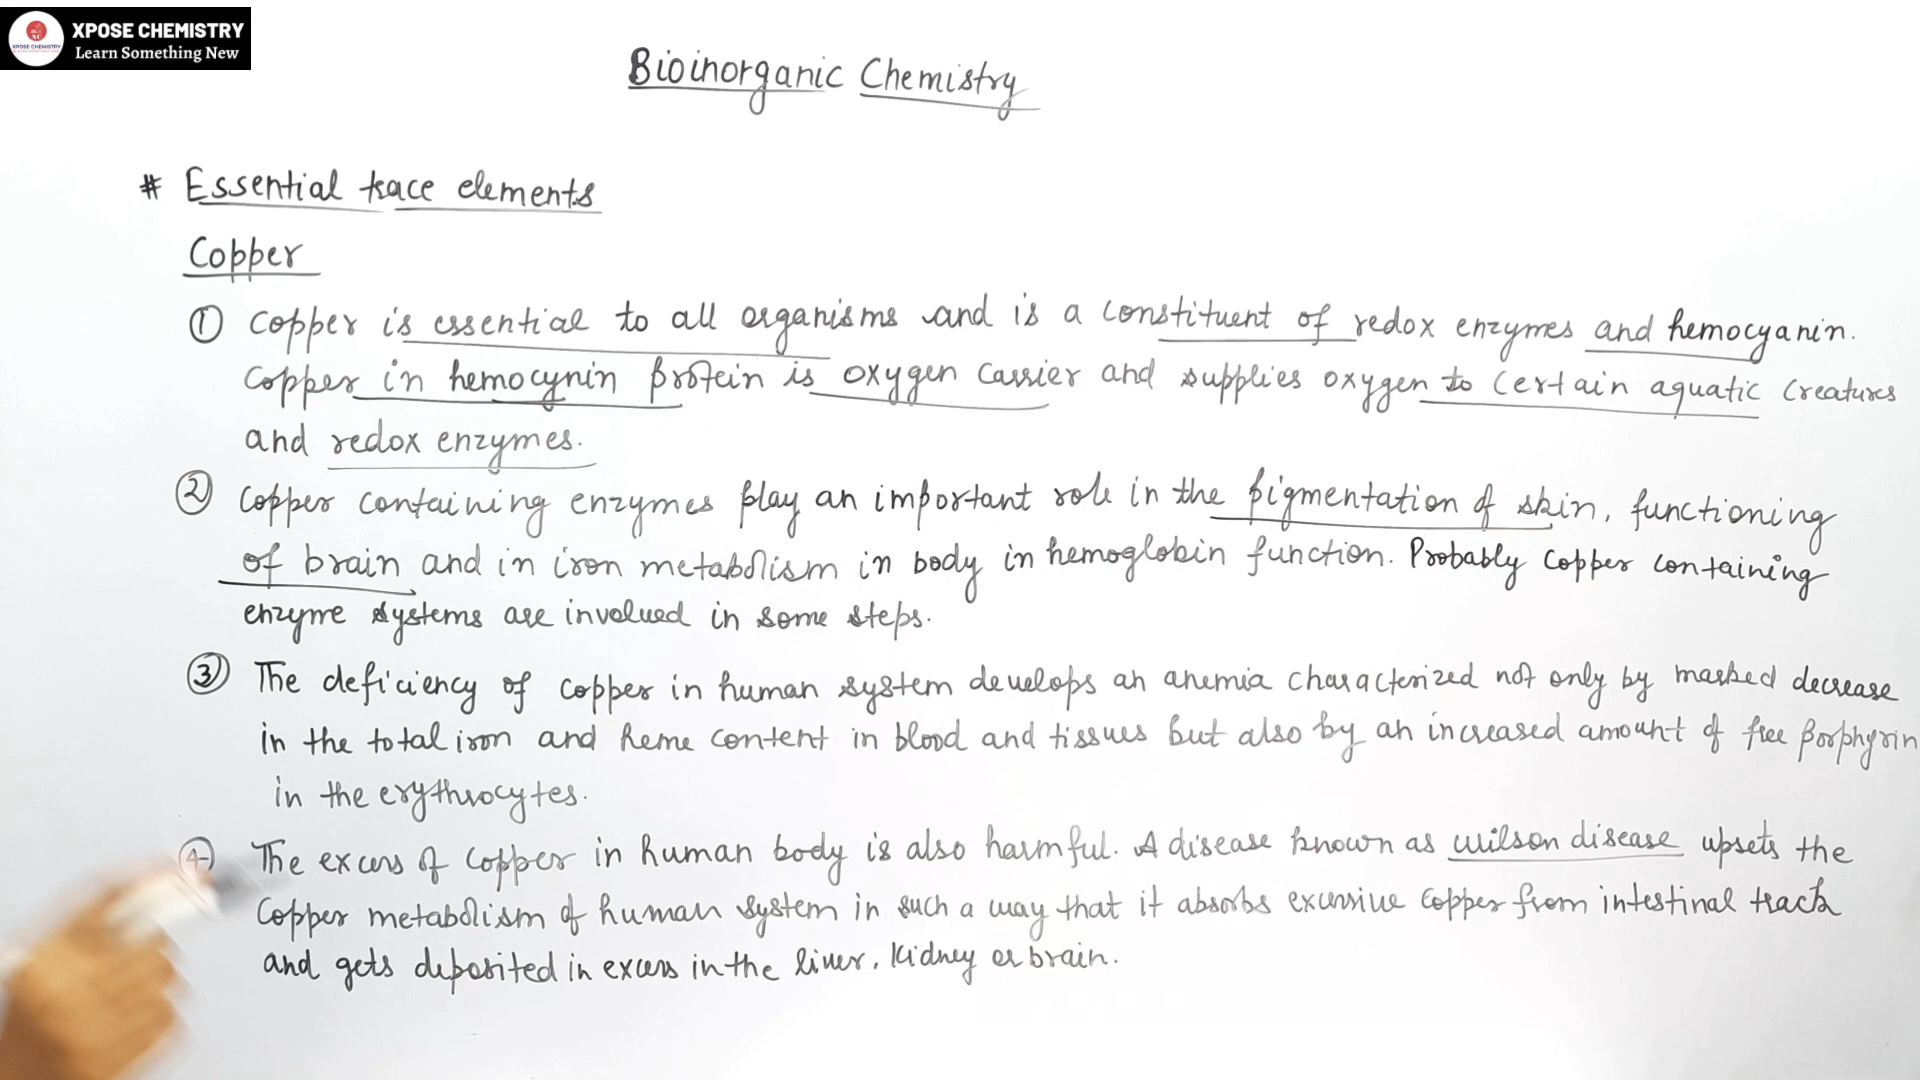 XPOSE CHEMISTRY
Learn Something New
Bioinorganic Chemistry
# Essential trace elements
Copper
① Copper is essential to all organisms and is a constituent of redox enzymes and hemocyanin.
Copper in hemocynin protein is oxygen carrier and supplies oxygen to certain aquatic creatures
and redox enzymes.
② Copper containing enzymes play an important role in the pigmentation of skin, functioning
of brain and in iron metabolism in body in hemoglobin function. Probably copper containing
enzyme systems are involued in some steps.
③ The deficiency of copper in human system develops an anemia characterized not only by marked decrease
in the total iron and heme content in blood and tissues but also by an increased amount of free porphyrin
in the erythrocytes.
④ The excess of copper in human body is also harmful. A disease known as wilson disease upsets the
copper metabolism of human system in such a way that it absorbs excessive copper from intestinal track
and gets deposited in excess in the liver, kidney or brain.